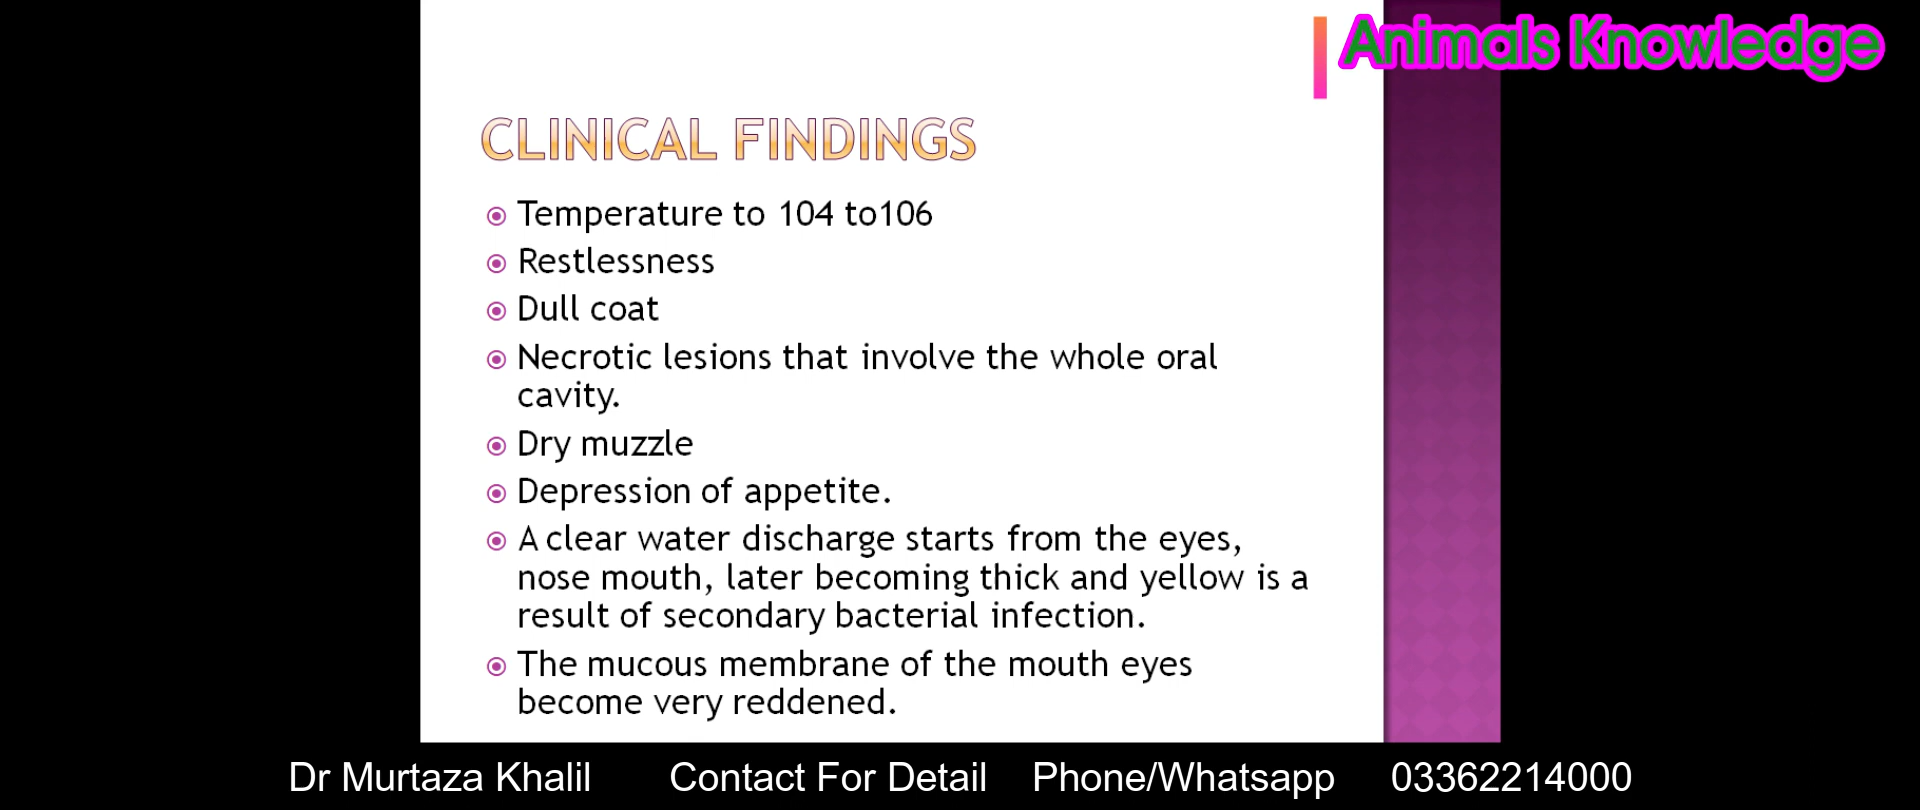 Animals Knowledge
CLINICAL FINDINGS
Temperature to 104 to106
Restlessness
Dull coat
Necrotic lesions that involve the whole oral
cavity.
Dry muzzle
Depression of appetite.
A clear water discharge starts from the eyes,
nose mouth, later becoming thick and yellow is a
result of secondary bacterial infection.
The mucous membrane of the mouth eyes
become very reddened.
Dr Murtaza Khalil Contact For Detail Phone/Whatsapp 03362214000